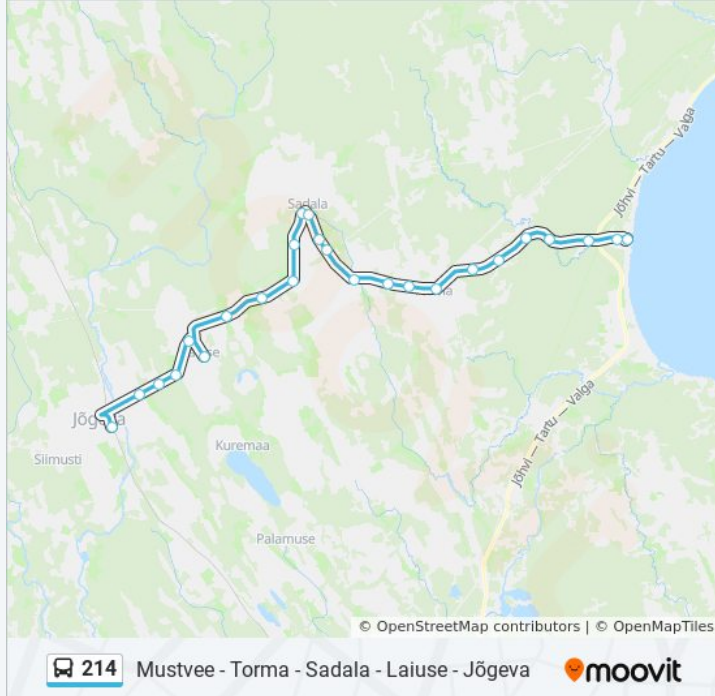 Jõhvi — Tartu — Valga
Sadala
Jõgeva
Siimusti
Kuremaa
Jõhvi — Tartu — Valga
Palamuse
© OpenStreetMap contributors | © OpenMapTiles
214 Mustvee - Torma - Sadala - Laiuse - Jõgeva
moovit